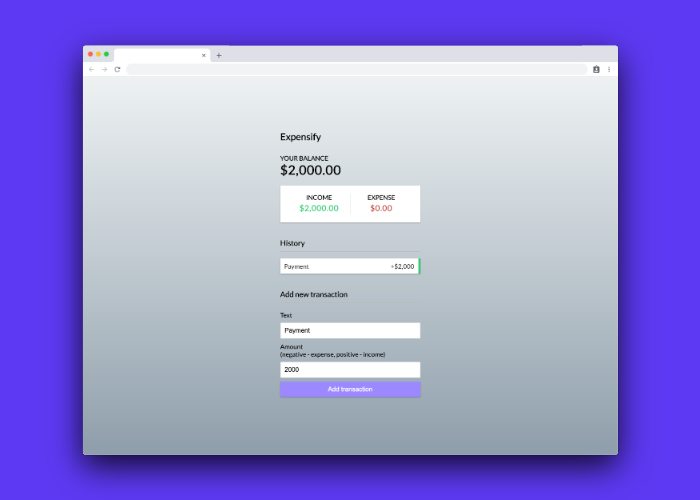 Expensify
YOUR BALANCE
$2,000.00
INCOME EXPENSE
$2,000.00 $0.00
History
Payment +$2,000
Add new transaction
Text
Payment
Amount
(negative - expense, positive - income)
2000
Add transaction